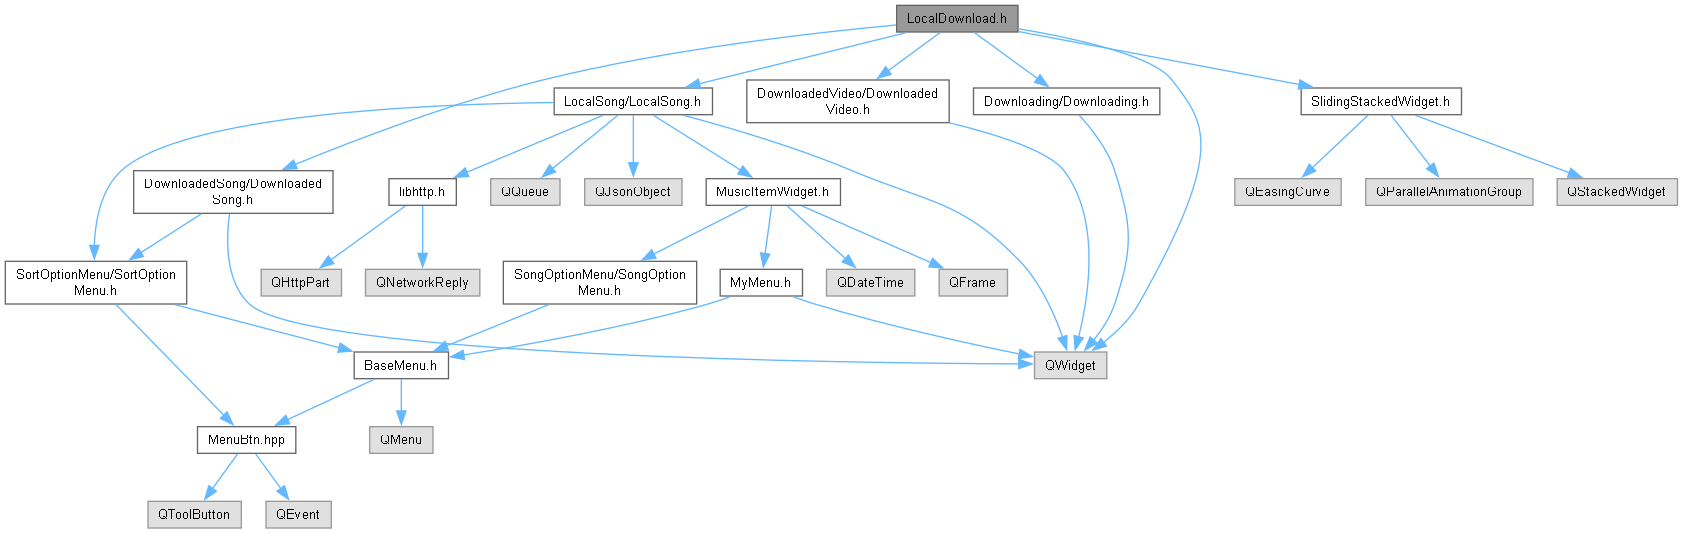 LocalDownload.h
DownloadedVideo/Downloaded
Video.h
LocalSong/LocalSong.h
Downloading/Downloading.h
SlidingStackedWidget.h
DownloadedSong/Downloaded
Song.h
libhttp.h
QQueue
QJsonObject
MusicItemWidget.h
QEasingCurve
QParallelAnimationGroup
QStackedWidget
SortOptionMenu/SortOption
Menu.h
QHttpPart
QNetworkReply
SongOptionMenu/SongOption
Menu.h
MyMenu.h
QDateTime
QFrame
BaseMenu.h
QWidget
MenuBtn.hpp
QMenu
QToolButton
QEvent